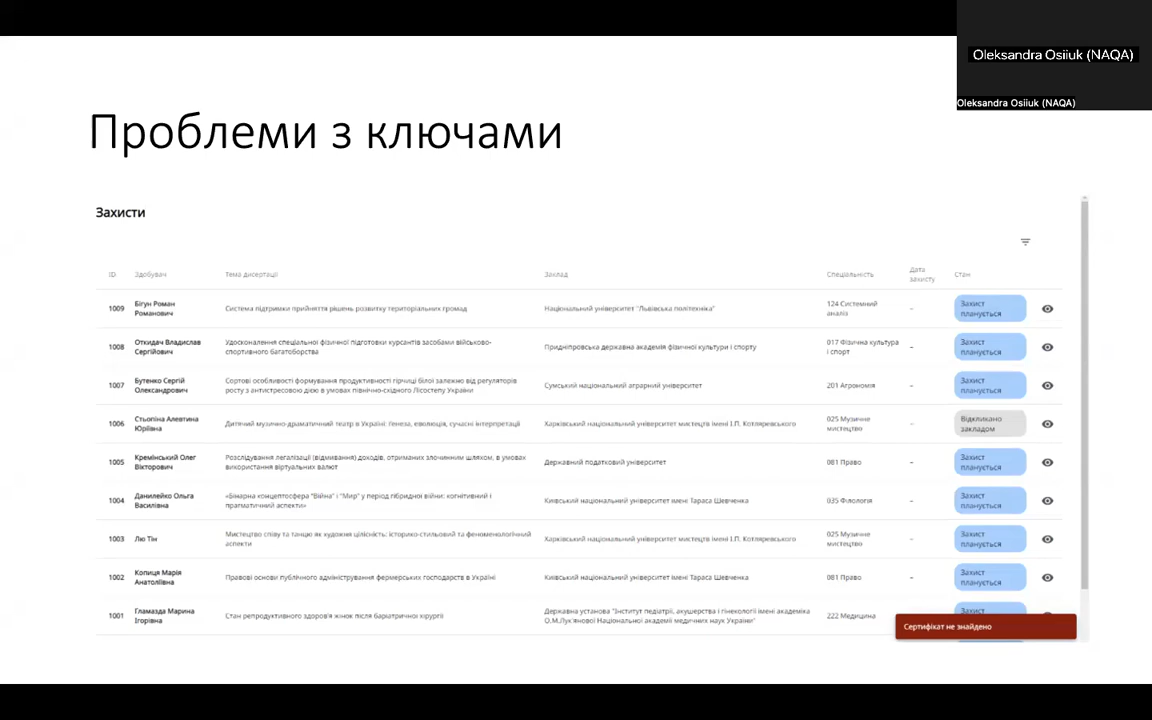 Oleksandra Osiiuk (NAQA)
Oleksandra Osiiuk (NAQA)
Проблеми з ключами
Захисти
ID Здобувач Тема дисертації Заклад Спеціальність Дата захисту Стан
1009 Бігун Роман Романович Система підтримки прийняття рішень розвитку територіальних громад Національний університет "Львівська політехніка" 124 Системний аналіз – Захист планується
1008 Откидач Владислав Сергійович Удосконалення спеціальної фізичної підготовки курсантів засобами військово-спортивного багатоборства Придніпровська державна академія фізичної культури і спорту 017 Фізична культура і спорт – Захист планується
1007 Бутенко Сергій Олександрович Сортові особливості формування продуктивності гірчиці білої залежно від регуляторів росту з антистресовою дією в умовах північно-східного Лісостепу України Сумський національний аграрний університет 201 Агрономія – Захист планується
1006 Стьопіна Алевтина Юріївна Дитячий музично-драматичний театр в Україні: генеза, еволюція, сучасні інтерпретації Харківський національний університет мистецтв імені І.П. Котляревського 025 Музичне мистецтво – Відкликано закладом
1005 Кремінський Олег Вікторович Розслідування легалізації (відмивання) доходів, отриманих злочинним шляхом, в умовах використання віртуальних валют Державний податковий університет 081 Право – Захист планується
1004 Данилейко Ольга Василівна «Бінарна концептосфера "Війна" і "Мир" у період гібридної війни: когнітивний і прагматичний аспекти» Київський національний університет імені Тараса Шевченка 035 Філологія – Захист планується
1003 Лю Тін Мистецтво співу та танцю як художня цілісність: історико-стильовий та феноменологічний аспекти Харківський національний університет мистецтв імені І.П. Котляревського 025 Музичне мистецтво – Захист планується
1002 Копиця Марія Анатоліївна Правові основи публічного адміністрування фермерських господарств в Україні Київський національний університет імені Тараса Шевченка 081 Право – Захист планується
1001 Гламазда Марина Ігорівна Стан репродуктивного здоров'я жінок після баріатричної хірургії Державна установа "Інститут педіатрії, акушерства і гінекології імені академіка О.М.Лук'янової Національної академії медичних наук України" 222 Медицина Захист
Сертифікат не знайдено